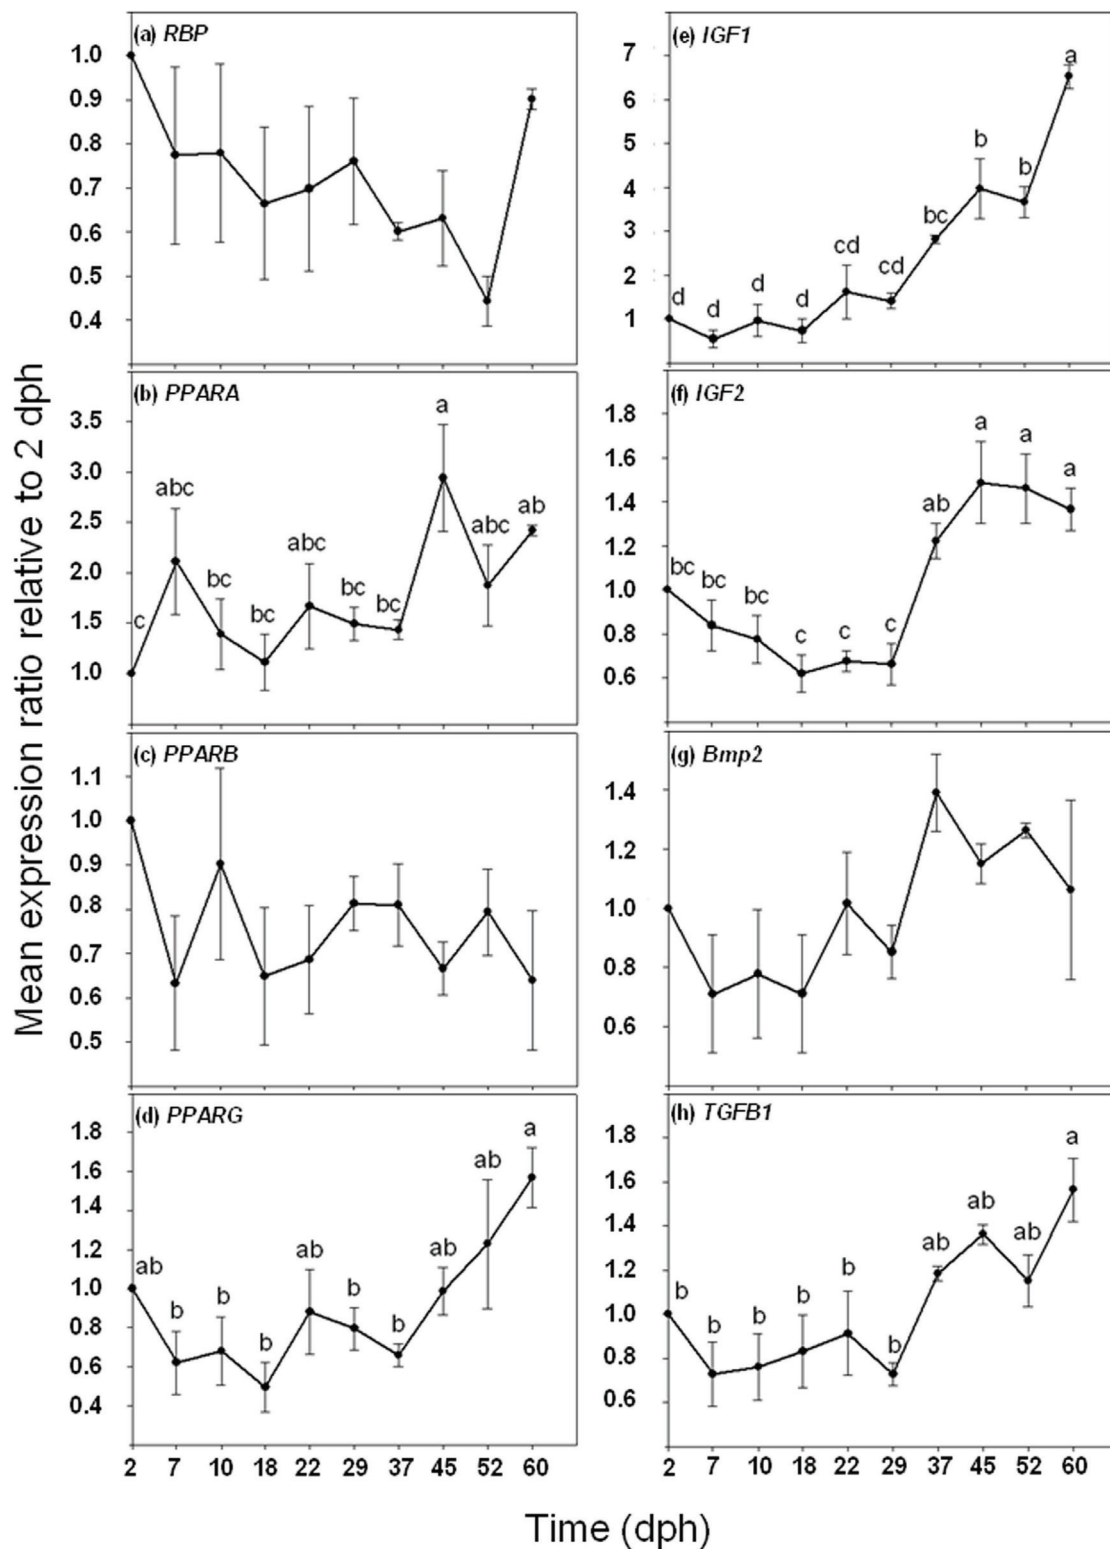 Mean expression ratio relative to 2 dph
(a) RBP
1.0
0.9
0.8
0.7
0.6
0.5
0.4
(b) PPARA
3.5
3.0
2.5
2.0
1.5
1.0
c
abc
bc
bc
abc
bc
bc
a
abc
ab
(c) PPARB
1.1
1.0
0.9
0.8
0.7
0.6
0.5
(d) PPARG
1.8
1.6
1.4
1.2
1.0
0.8
0.6
0.4
ab
b
b
b
ab
b
b
ab
ab
a
2 7 10 18 22 29 37 45 52 60
(e) IGF1
7
6
5
4
3
2
1
d
d
d
d
cd
cd
bc
b
b
a
(f) IGF2
1.8
1.4
1.2
1.0
0.8
0.6
bc
bc
bc
c
c
c
ab
a
a
a
(g) Bmp2
1.4
1.2
1.0
0.8
0.6
(h) TGFB1
1.8
1.6
1.4
1.2
1.0
0.8
0.6
b
b
b
b
b
b
ab
ab
ab
a
2 7 10 18 22 29 37 45 52 60
Time (dph)